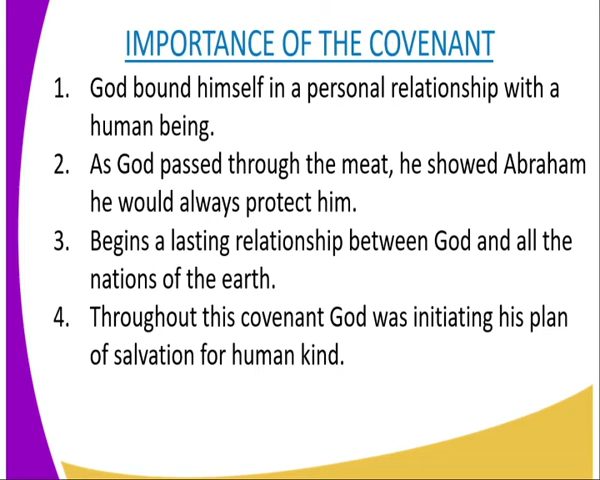 IMPORTANCE OF THE COVENANT
1. God bound himself in a personal relationship with a
human being.
2. As God passed through the meat, he showed Abraham
he would always protect him.
3. Begins a lasting relationship between God and all the
nations of the earth.
4. Throughout this covenant God was initiating his plan
of salvation for human kind.